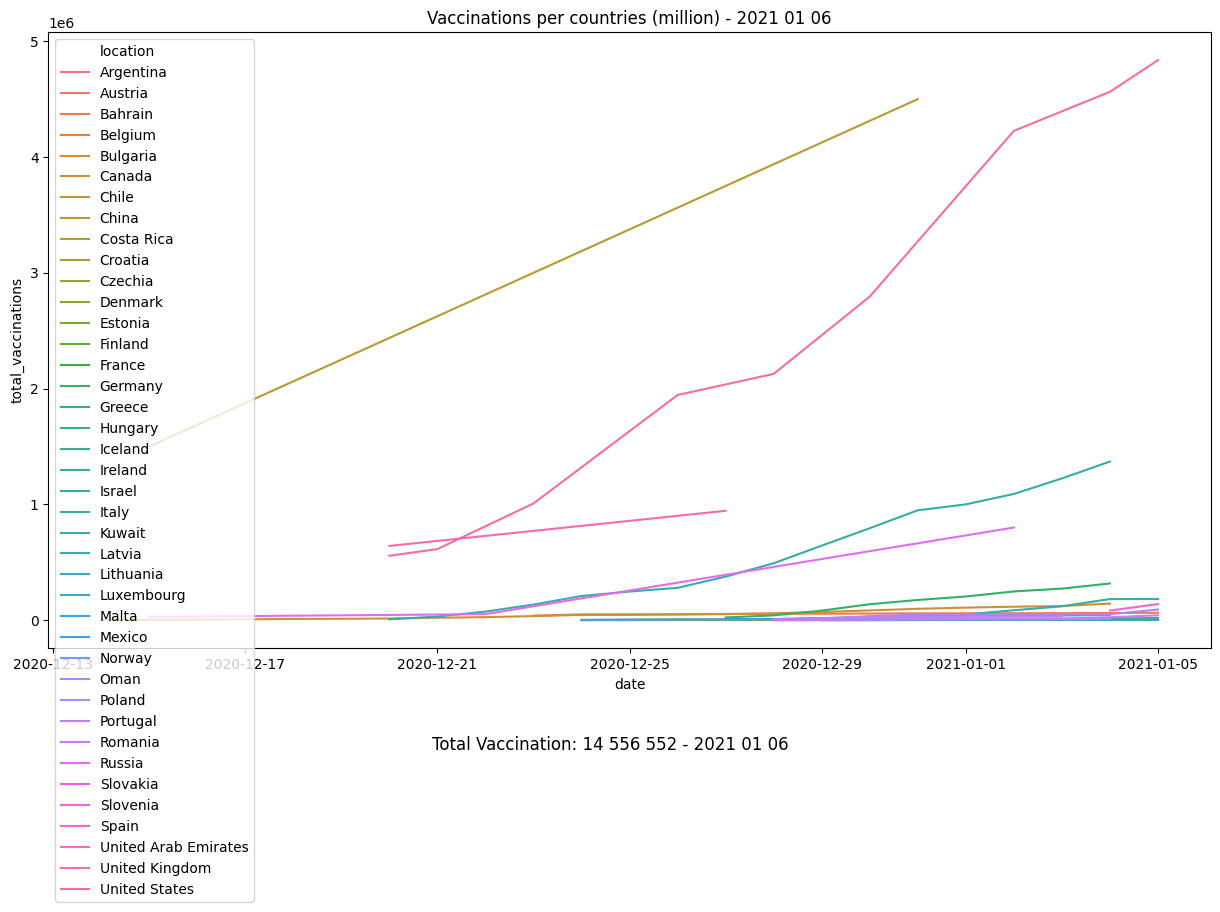 Vaccinations per countries (million) - 2021 01 06
1e6
5
4
3
2
1
0
total_vaccinations
location
Argentina
Austria
Bahrain
Belgium
Bulgaria
Canada
Chile
China
Costa Rica
Croatia
Czechia
Denmark
Estonia
Finland
France
Germany
Greece
Hungary
Iceland
Ireland
Israel
Italy
Kuwait
Latvia
Lithuania
Luxembourg
Malta
Mexico
Norway
Oman
Poland
Portugal
Romania
Russia
Slovakia
Slovenia
Spain
United Arab Emirates
United Kingdom
United States
2020-12-13 2020-12-17 2020-12-21 2020-12-25 2020-12-29 2021-01-01 2021-01-05
date
Total Vaccination: 14 556 552 - 2021 01 06